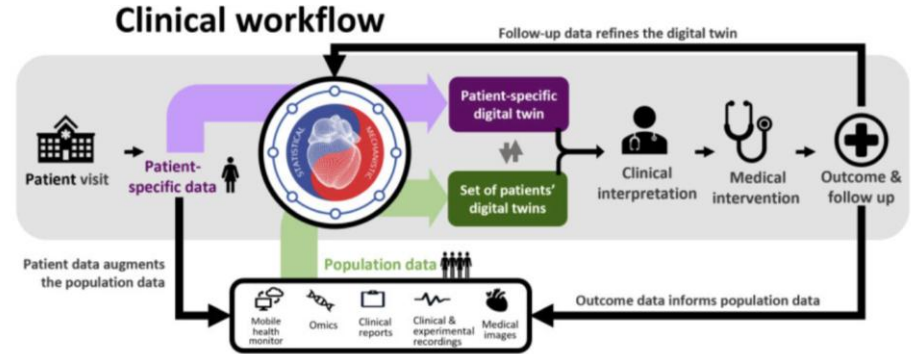 Clinical workflow
Follow-up data refines the digital twin
Patient visit
Patient-
specific data
STATISTICAL
MECHANISTIC
Patient-specific
digital twin
Set of patients'
digital twins
Clinical
interpretation
Medical
intervention
Outcome &
follow up
Patient data augments
the population data
Population data
Outcome data informs population data
Mobile
health
monitor
Omics
Clinical
reports
Clinical &
experimental
recordings
Medical
images